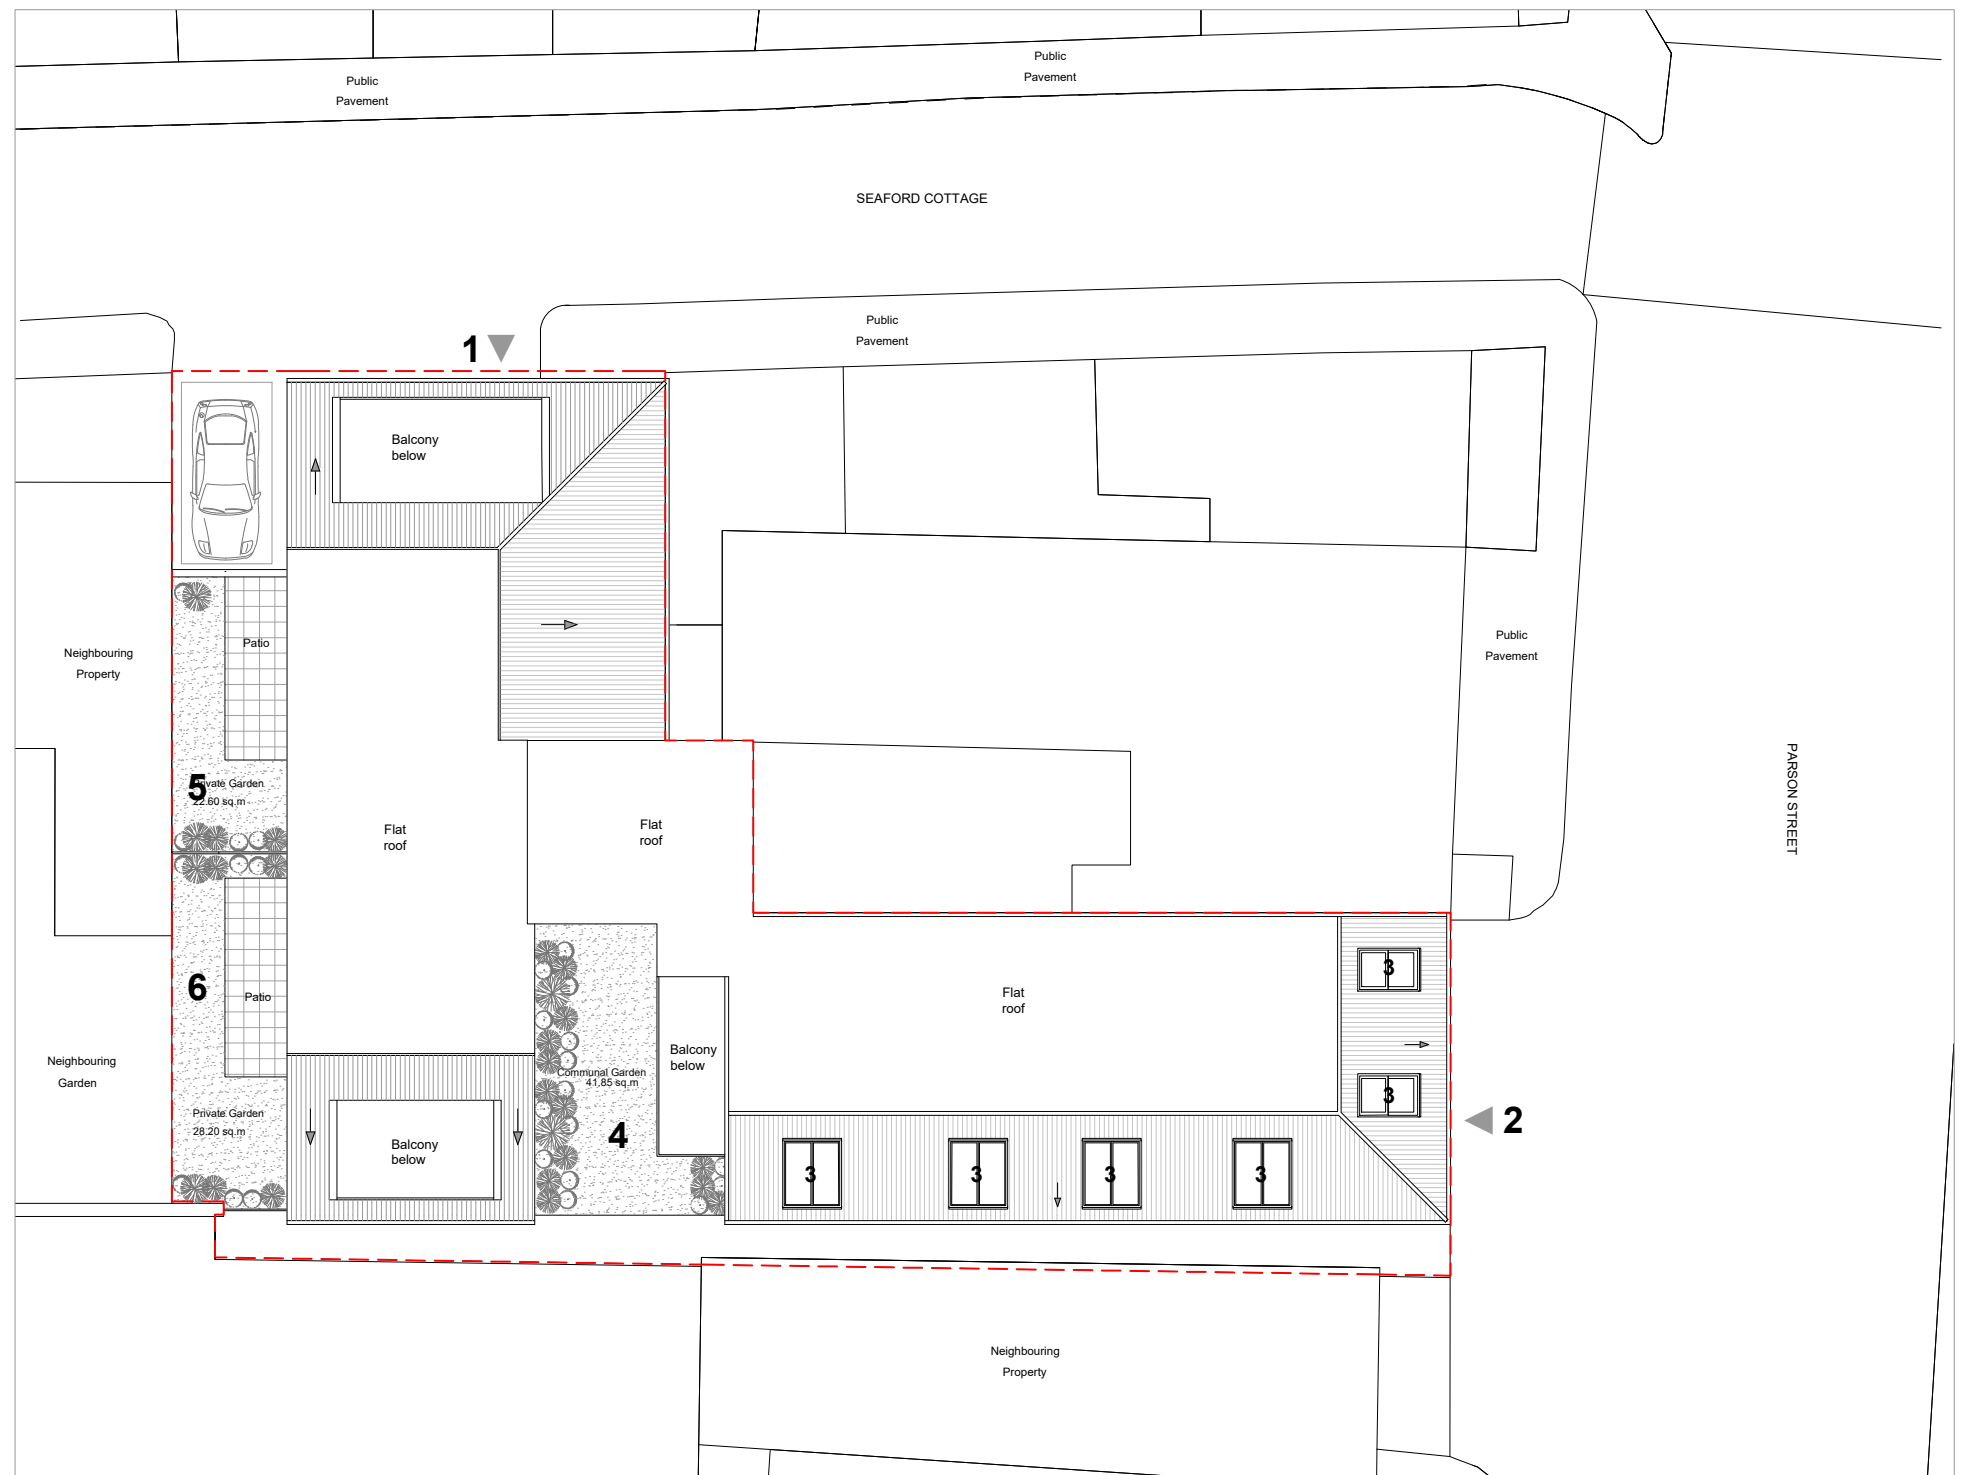 Public
Pavement
Public
Pavement
SEAFORD COTTAGE
Public
Pavement
1
Balcony
below
Neighbouring
Property
Patio
Public
Pavement
PARSON STREET
5
Private Garden
22.60 sq.m
Flat
roof
Flat
roof
3
6
Patio
Flat
roof
Balcony
below
Neighbouring
Garden
Communal Garden
41.85 sq.m
3
2
Private Garden
28.20 sq.m
4
Balcony
below
3
3
3
3
Neighbouring
Property